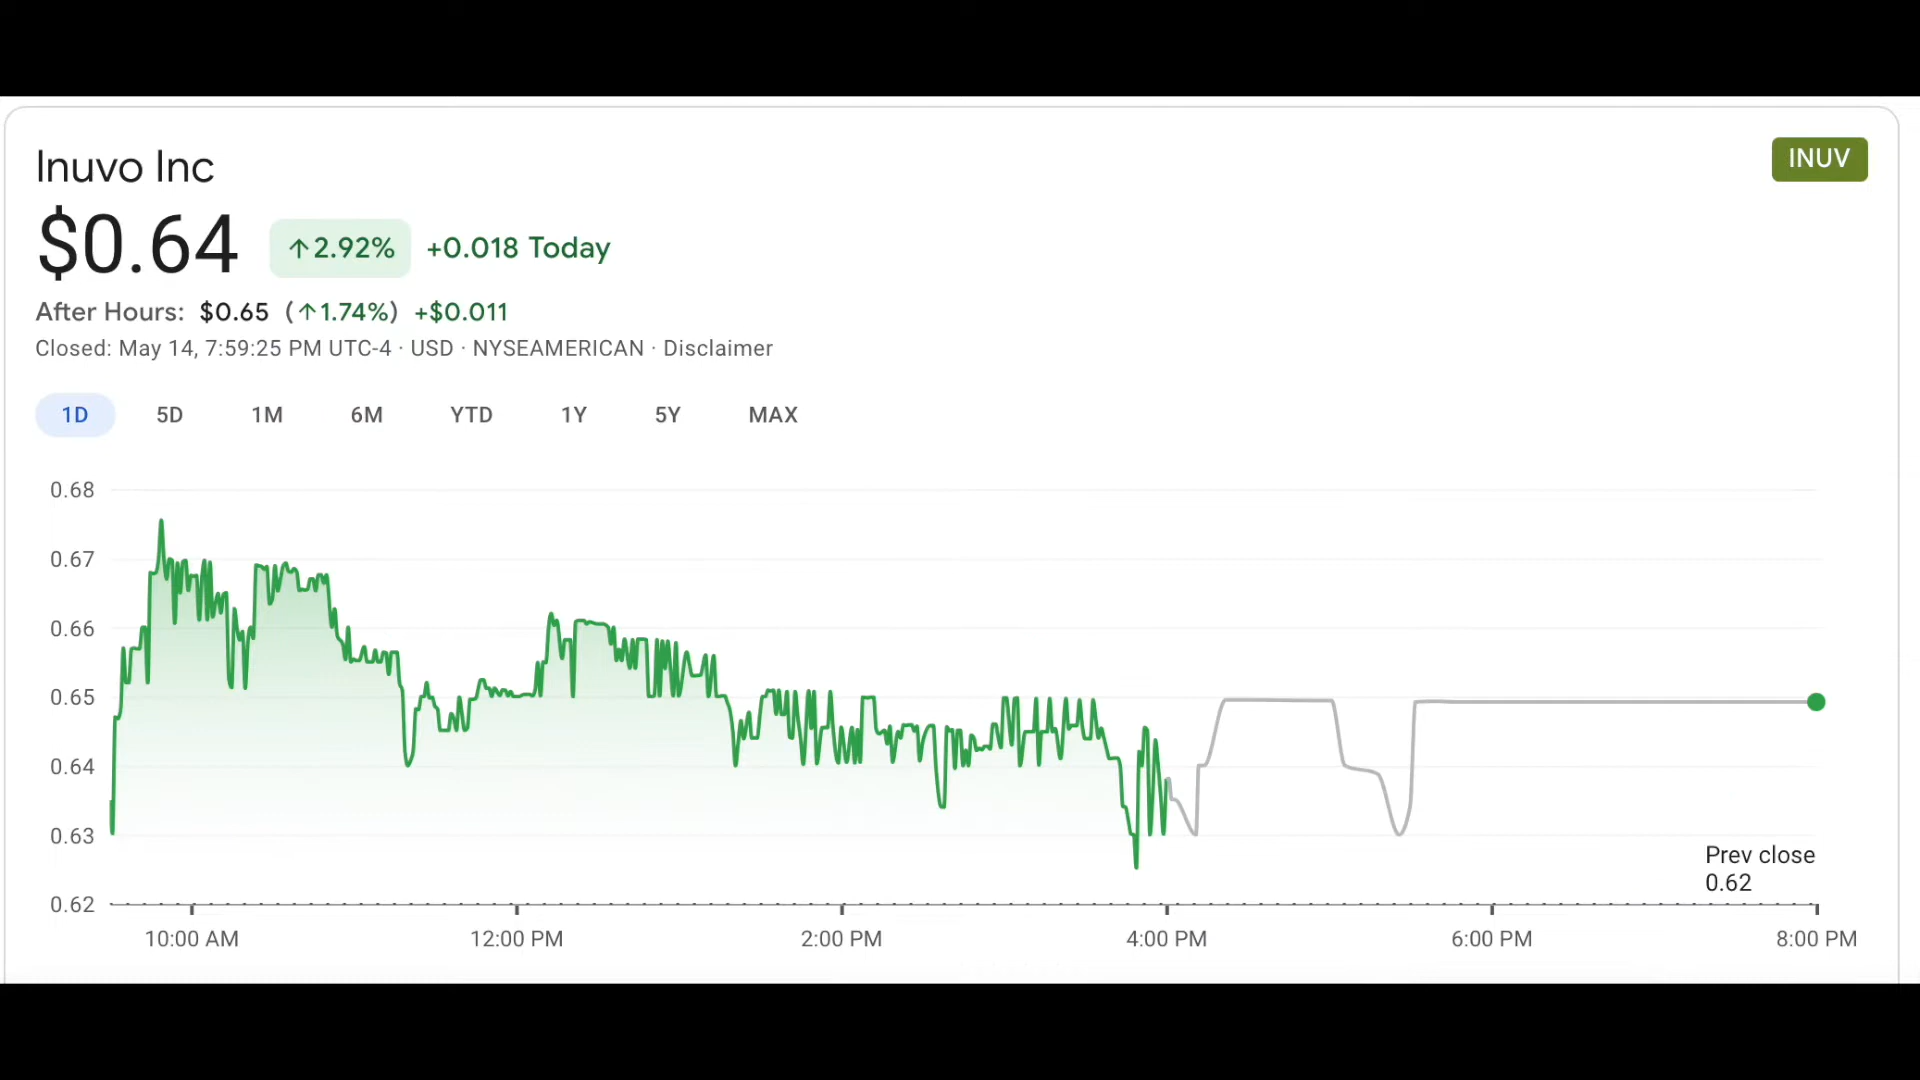 Inuvo Inc
INUV
$0.64 ↑2.92% +0.018 Today
After Hours: $0.65 (↑1.74%) +$0.011
Closed: May 14, 7:59:25 PM UTC-4 · USD · NYSEAMERICAN · Disclaimer
1D 5D 1M 6M YTD 1Y 5Y MAX
0.68
0.67
0.66
0.65
0.64
0.63
Prev close
0.62
0.62
10:00 AM 12:00 PM 2:00 PM 4:00 PM 6:00 PM 8:00 PM